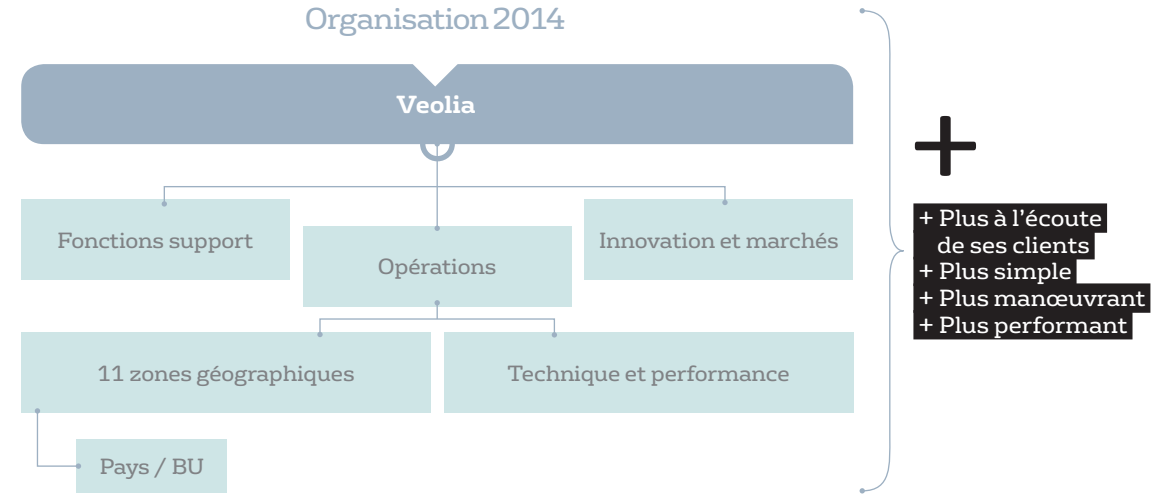 Organisation 2014
Veolia
Fonctions support
Opérations
Innovation et marchés
11 zones géographiques
Technique et performance
Pays / BU
+
+ Plus à l’écoute
de ses clients
+ Plus simple
+ Plus manœuvrant
+ Plus performant